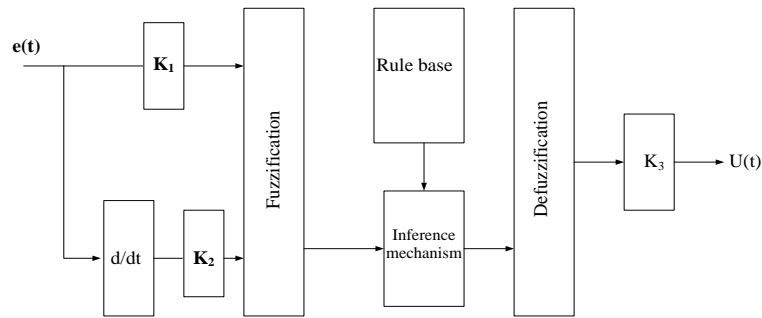 e(t)
K₁
Fuzzification
Rule base
Defuzzification
K₃
U(t)
d/dt
K₂
Inference
mechanism